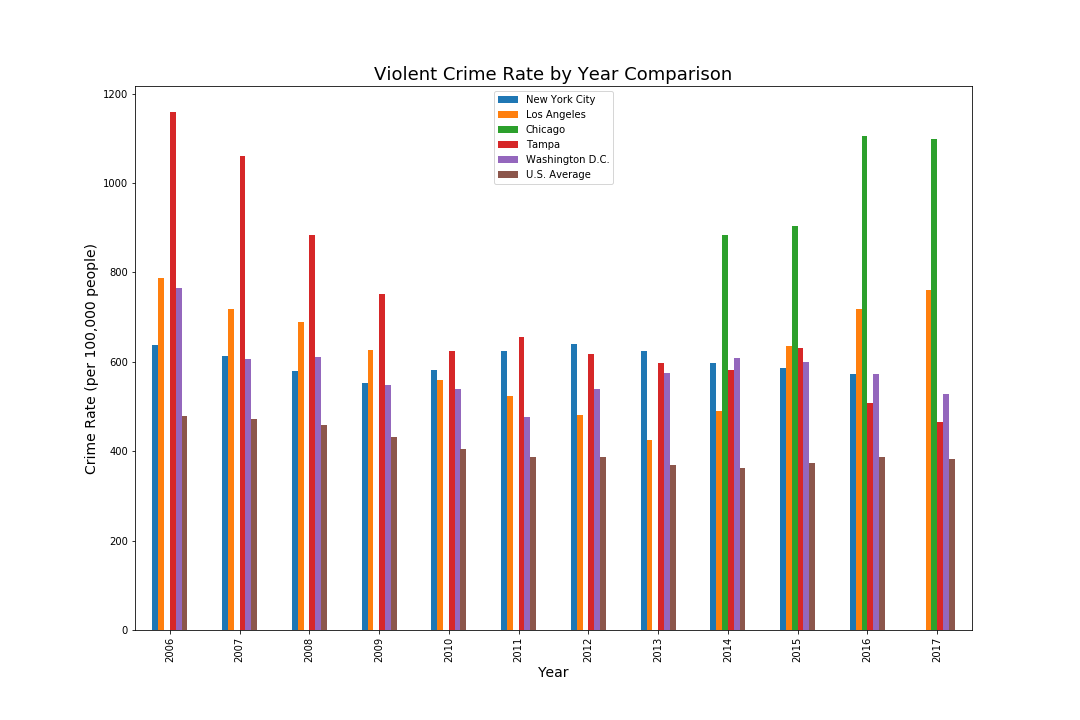 Violent Crime Rate by Year Comparison
New York City
Los Angeles
Chicago
Tampa
Washington D.C.
U.S. Average
Crime Rate (per 100,000 people)
1200
1000
800
600
400
200
0
2006
2007
2008
2009
2010
2011
2012
2013
2014
2015
2016
2017
Year